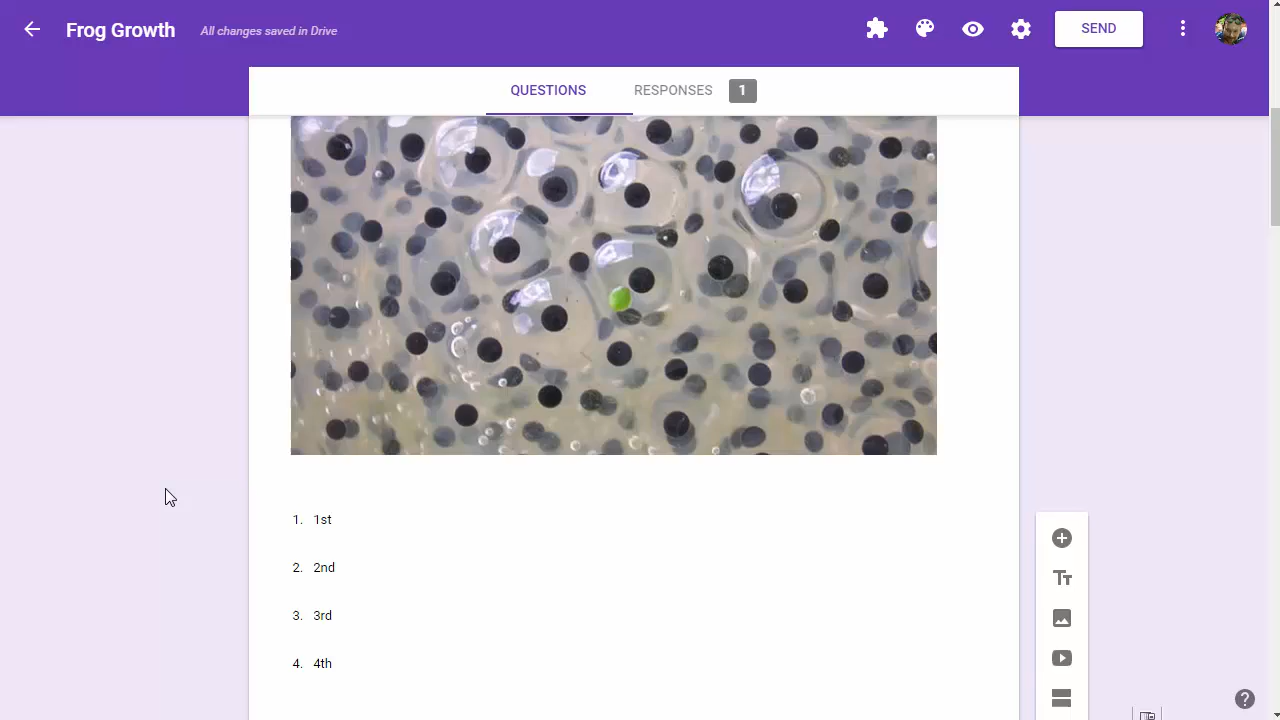 Frog Growth
All changes saved in Drive
SEND
QUESTIONS
RESPONSES 1
1. 1st
2. 2nd
3. 3rd
4. 4th